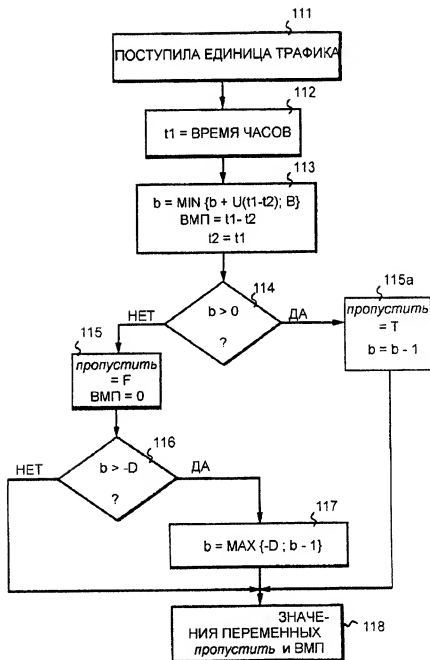 111
ПОСТУПИЛА ЕДИНИЦА ТРАФИКА
112
t1 = ВРЕМЯ ЧАСОВ
113
b = MIN {b + U(t1-t2); B}
ВМП = t1- t2
t2 = t1
114
b > 0
?
НЕТ
ДА
115a
пропустить
= T
b = b - 1
115
пропустить
= F
ВМП = 0
116
b > -D
?
НЕТ
ДА
117
b = MAX {-D ; b - 1}
ЗНАЧЕ-
НИЯ ПЕРЕМЕННЫХ
пропустить и ВМП
118